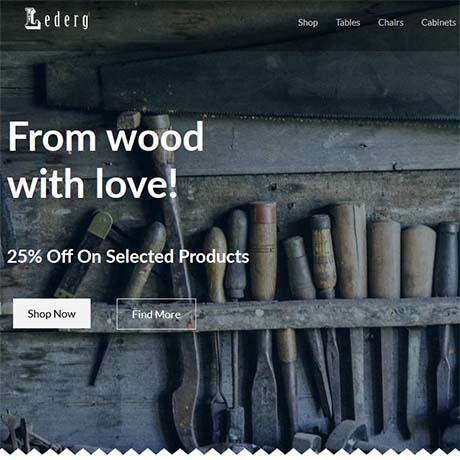 Lederg
Shop Tables Chairs Cabinets
From wood
with love!
25% Off On Selected Products
Shop Now Find More